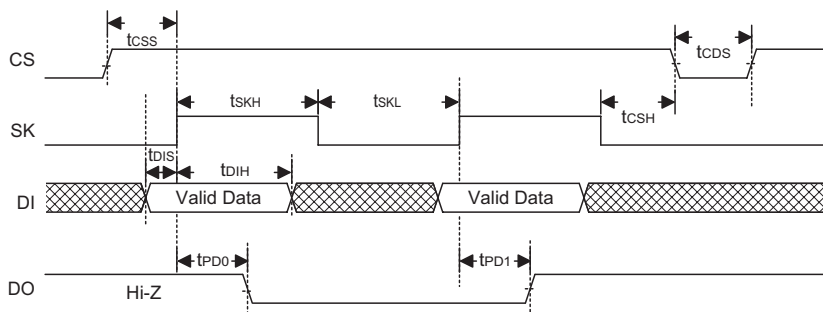 tCSS
tCDS
CS
tSKH
tSKL
tCSH
SK
tDIS
tDIH
DI
Valid Data
Valid Data
tPD0
tPD1
DO
Hi-Z